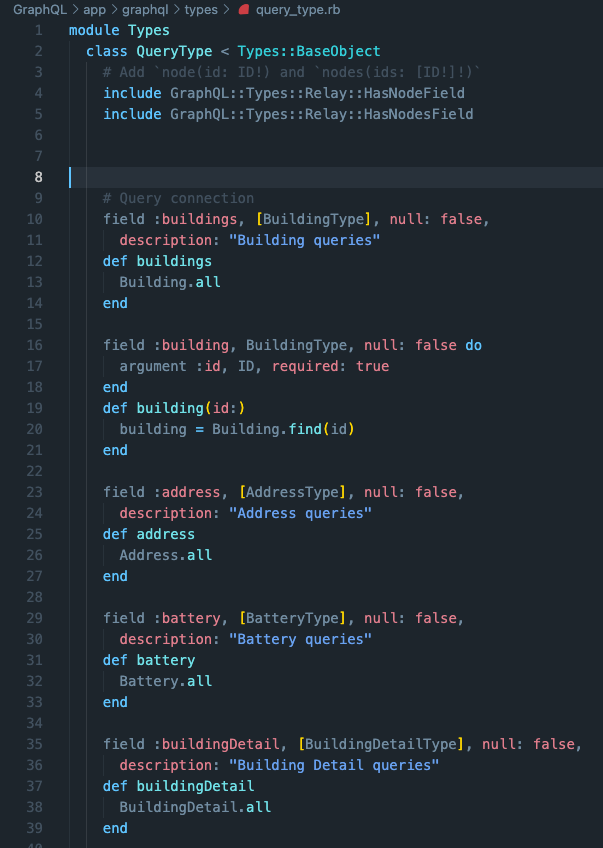 GraphQL > app > graphql > types > query_type.rb
1 module Types
2 class QueryType < Types::BaseObject
3 # Add `node(id: ID!) and `nodes(ids: [ID!]!)`
4 include GraphQL::Types::Relay::HasNodeField
5 include GraphQL::Types::Relay::HasNodesField
6
7
8
9 # Query connection
10 field :buildings, [BuildingType], null: false,
11 description: "Building queries"
12 def buildings
13 Building.all
14 end
15
16 field :building, BuildingType, null: false do
17 argument :id, ID, required: true
18 end
19 def building(id:)
20 building = Building.find(id)
21 end
22
23 field :address, [AddressType], null: false,
24 description: "Address queries"
25 def address
26 Address.all
27 end
28
29 field :battery, [BatteryType], null: false,
30 description: "Battery queries"
31 def battery
32 Battery.all
33 end
34
35 field :buildingDetail, [BuildingDetailType], null: false,
36 description: "Building Detail queries"
37 def buildingDetail
38 BuildingDetail.all
39 end
40